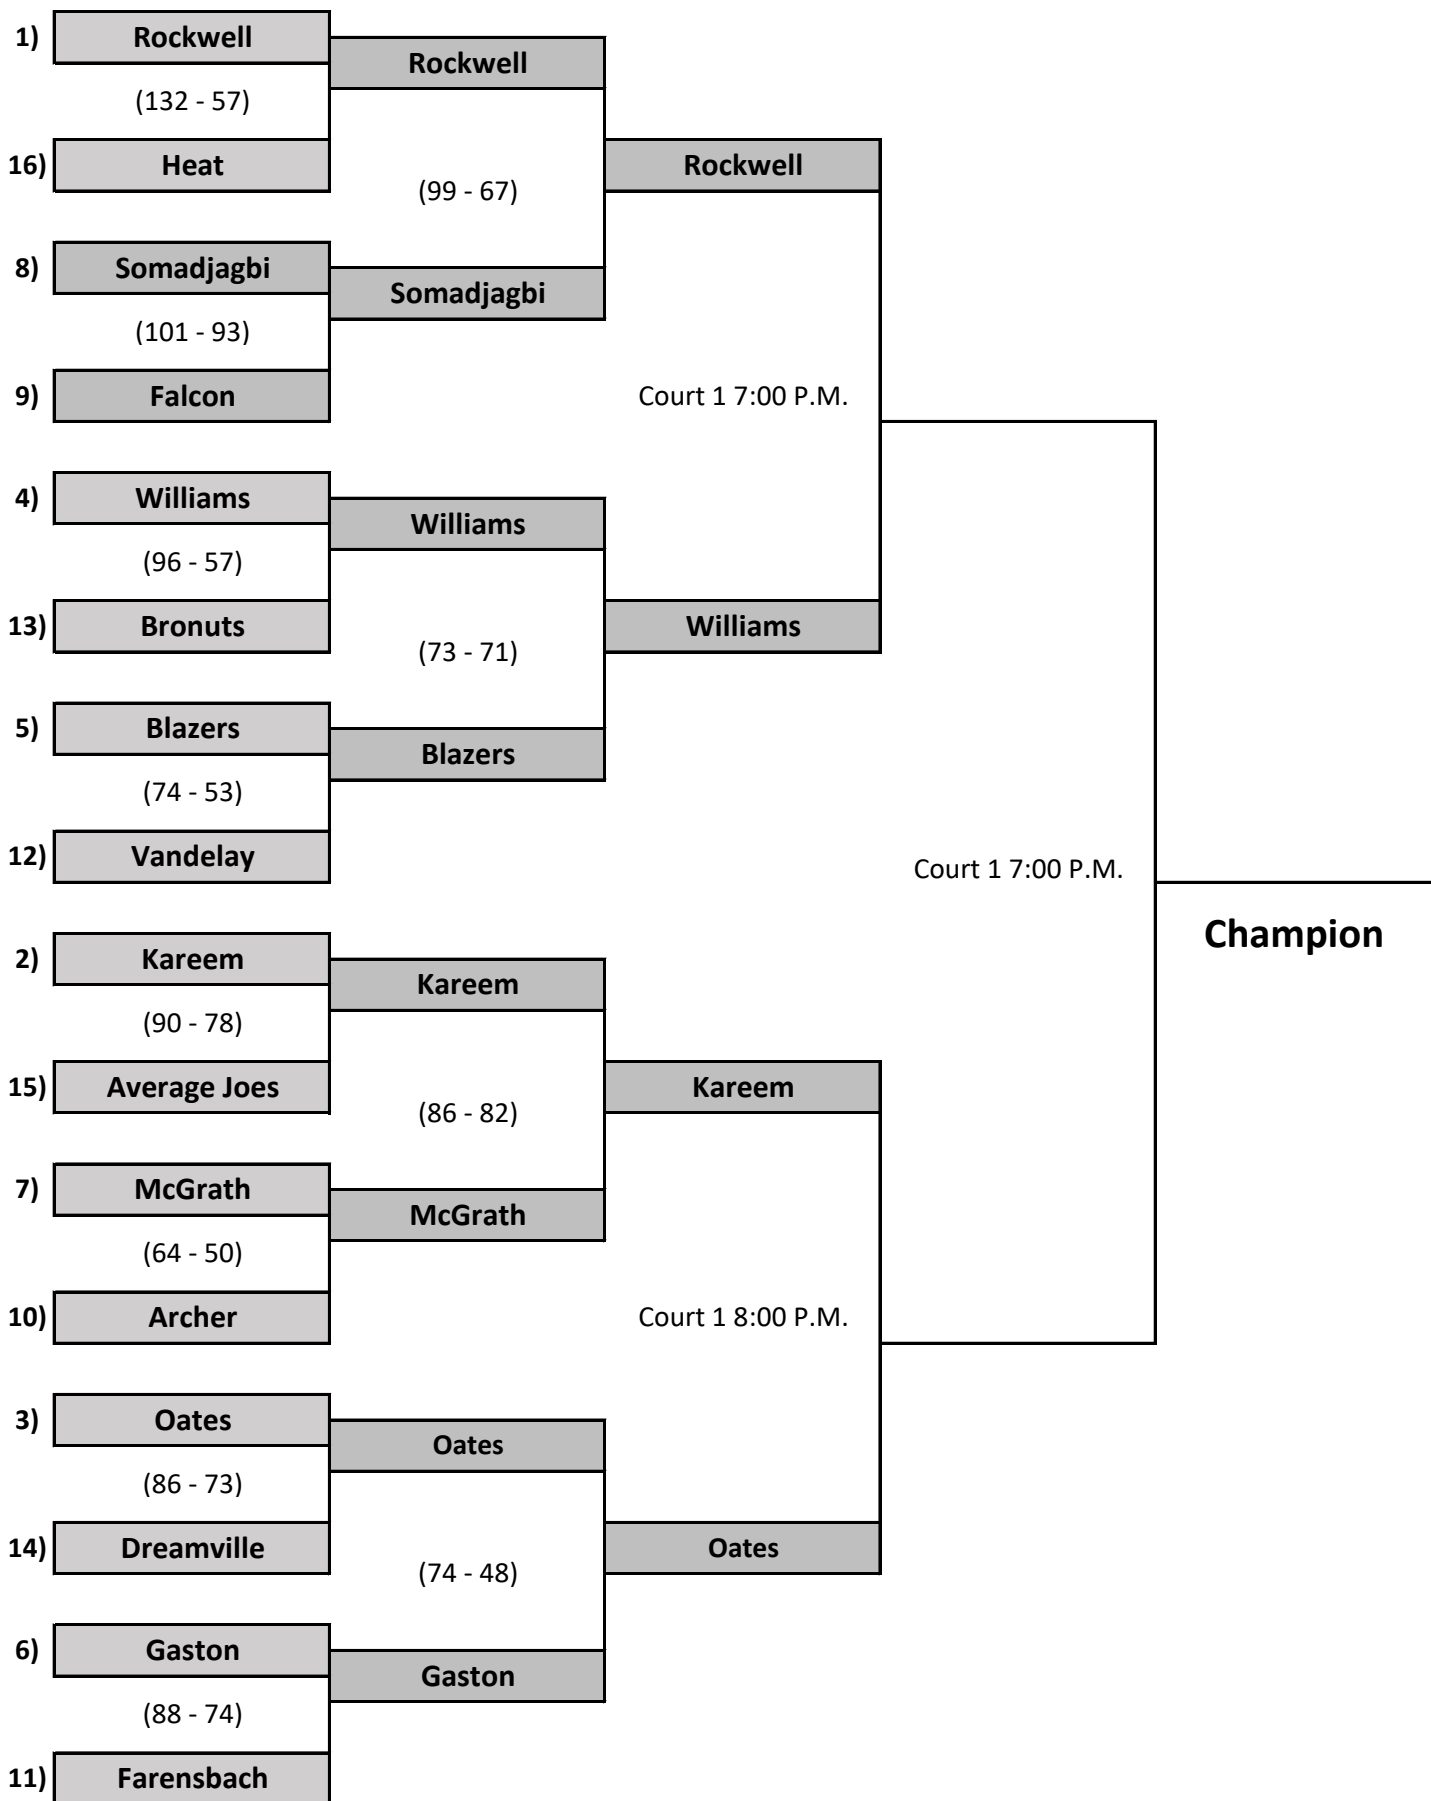 1) Rockwell
(132 - 57)
16) Heat
8) Somadjagbi
(101 - 93)
9) Falcon
4) Williams
(96 - 57)
13) Bronuts
5) Blazers
(74 - 53)
12) Vandelay
2) Kareem
(90 - 78)
15) Average Joes
7) McGrath
(64 - 50)
10) Archer
3) Oates
(86 - 73)
14) Dreamville
6) Gaston
(88 - 74)
11) Farensbach
Rockwell
(99 - 67)
Somadjagbi
Williams
(73 - 71)
Blazers
Kareem
(86 - 82)
McGrath
Oates
(74 - 48)
Gaston
Rockwell
Court 1 7:00 P.M.
Williams
Kareem
Court 1 8:00 P.M.
Oates
Court 1 7:00 P.M.
Champion